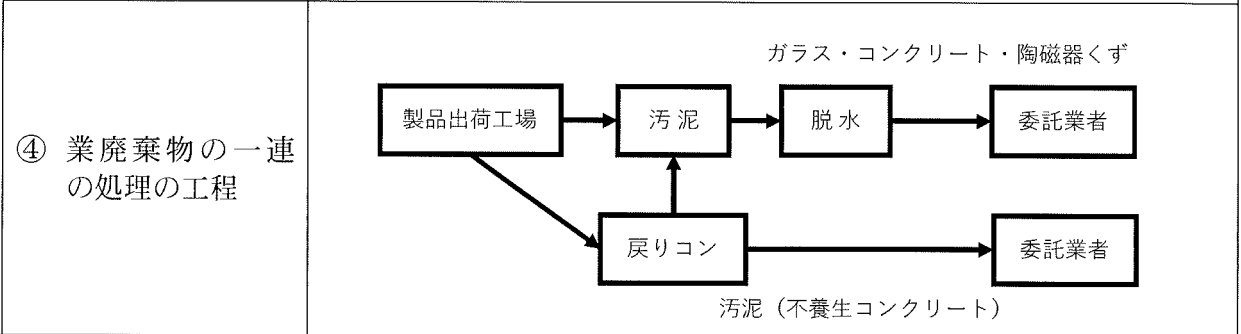 ④ 業廃棄物の一連
の処理の工程
ガラス・コンクリート・陶磁器くず
製品出荷工場
汚泥
脱水
委託業者
戻りコン
委託業者
汚泥（不養生コンクリート）